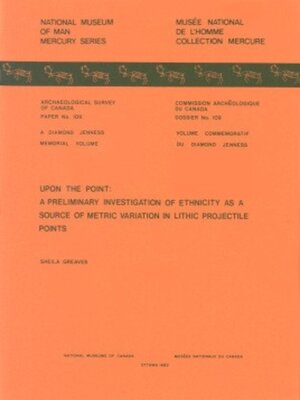 NATIONAL MUSEUM
OF MAN
MERCURY SERIES
MUSÉE NATIONAL
DE L'HOMME
COLLECTION MERCURE
ARCHAEOLOGICAL SURVEY
OF CANADA
PAPER No. 109
COMMISSION ARCHÉOLOGIQUE
DU CANADA
DOSSIER No. 109
A DIAMOND JENNESS
MEMORIAL VOLUME
VOLUME COMMEMORATIF
DU DIAMOND JENNESS
UPON THE POINT:
A PRELIMINARY INVESTIGATION OF ETHNICITY AS A
SOURCE OF METRIC VARIATION IN LITHIC PROJECTILE
POINTS
SHEILA GREAVES
NATIONAL MUSEUMS OF CANADA
MUSÉES NATIONAUX DU CANADA
OTTAWA 1982